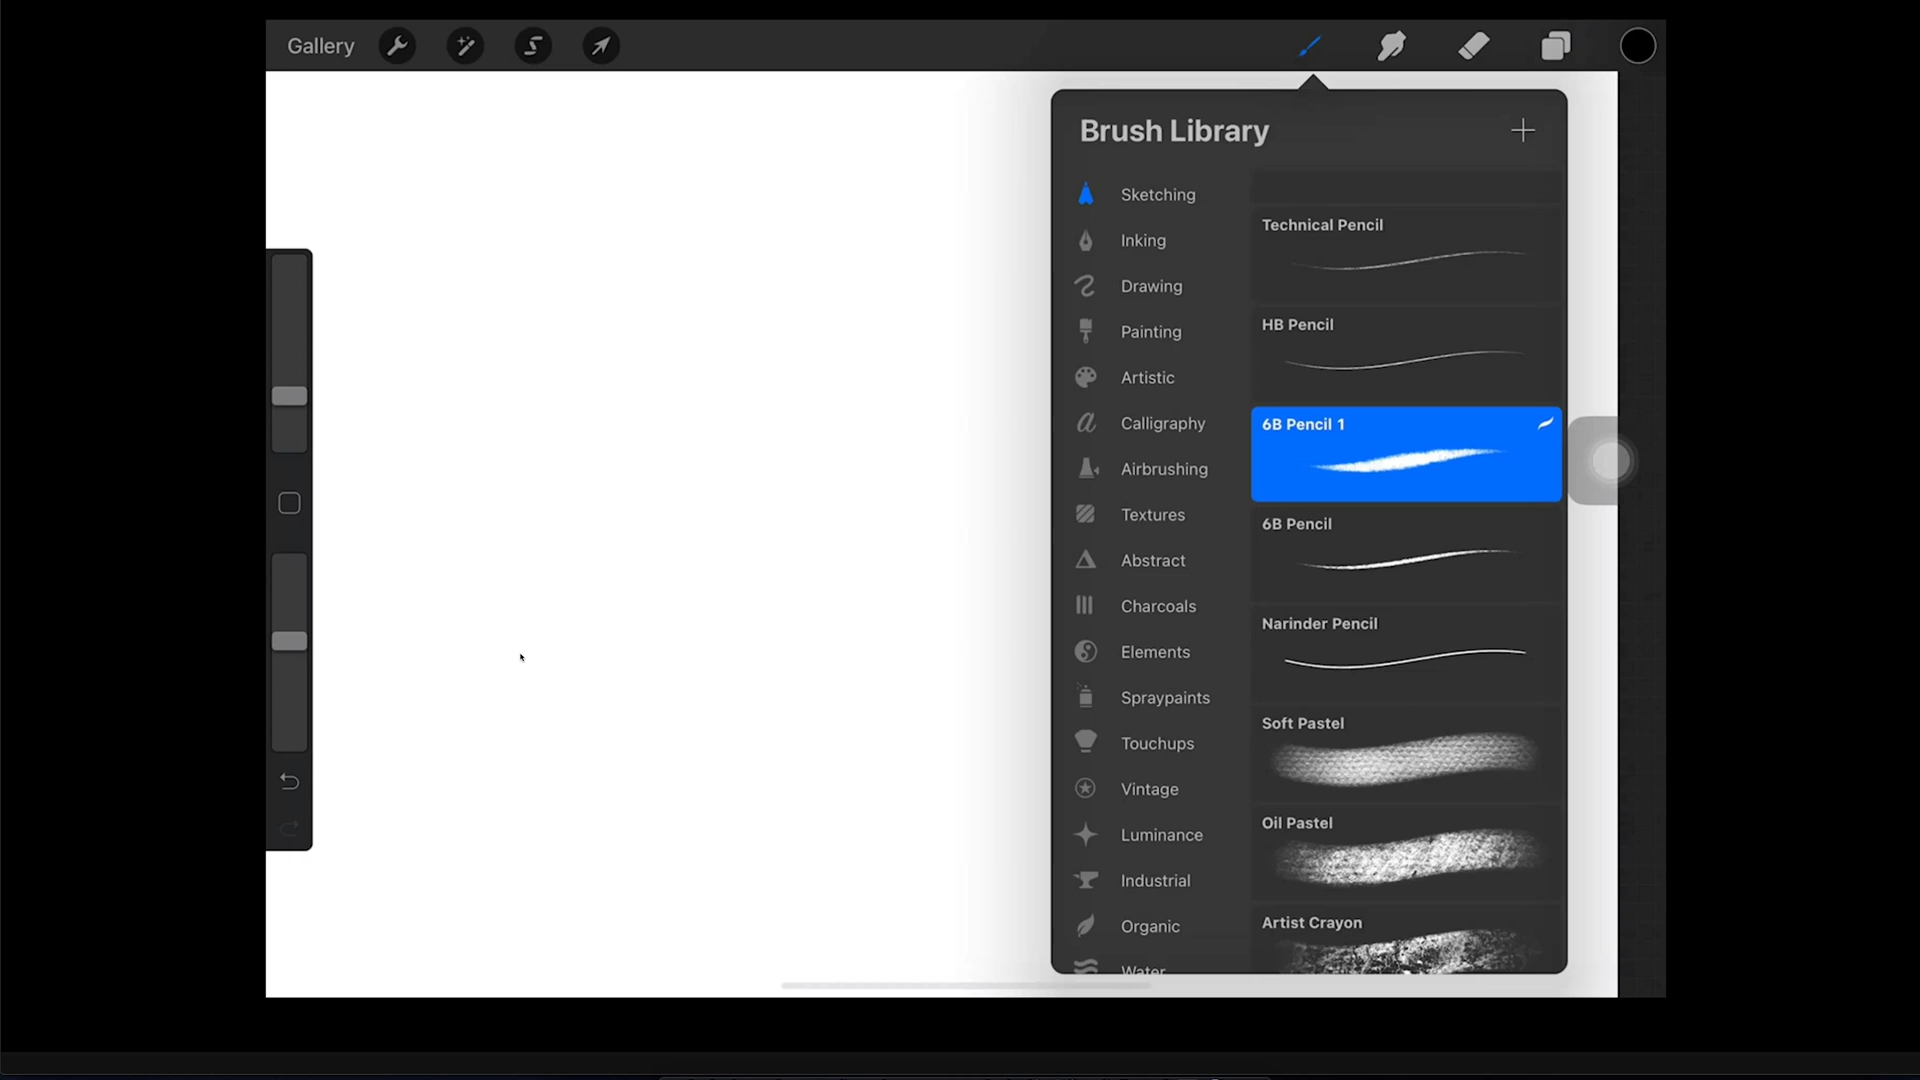 Gallery
Brush Library
Sketching
Inking
Drawing
Painting
Artistic
Calligraphy
Airbrushing
Textures
Abstract
Charcoals
Elements
Spraypaints
Touchups
Vintage
Luminance
Industrial
Organic
Water
Technical Pencil
HB Pencil
6B Pencil 1
6B Pencil
Narinder Pencil
Soft Pastel
Oil Pastel
Artist Crayon